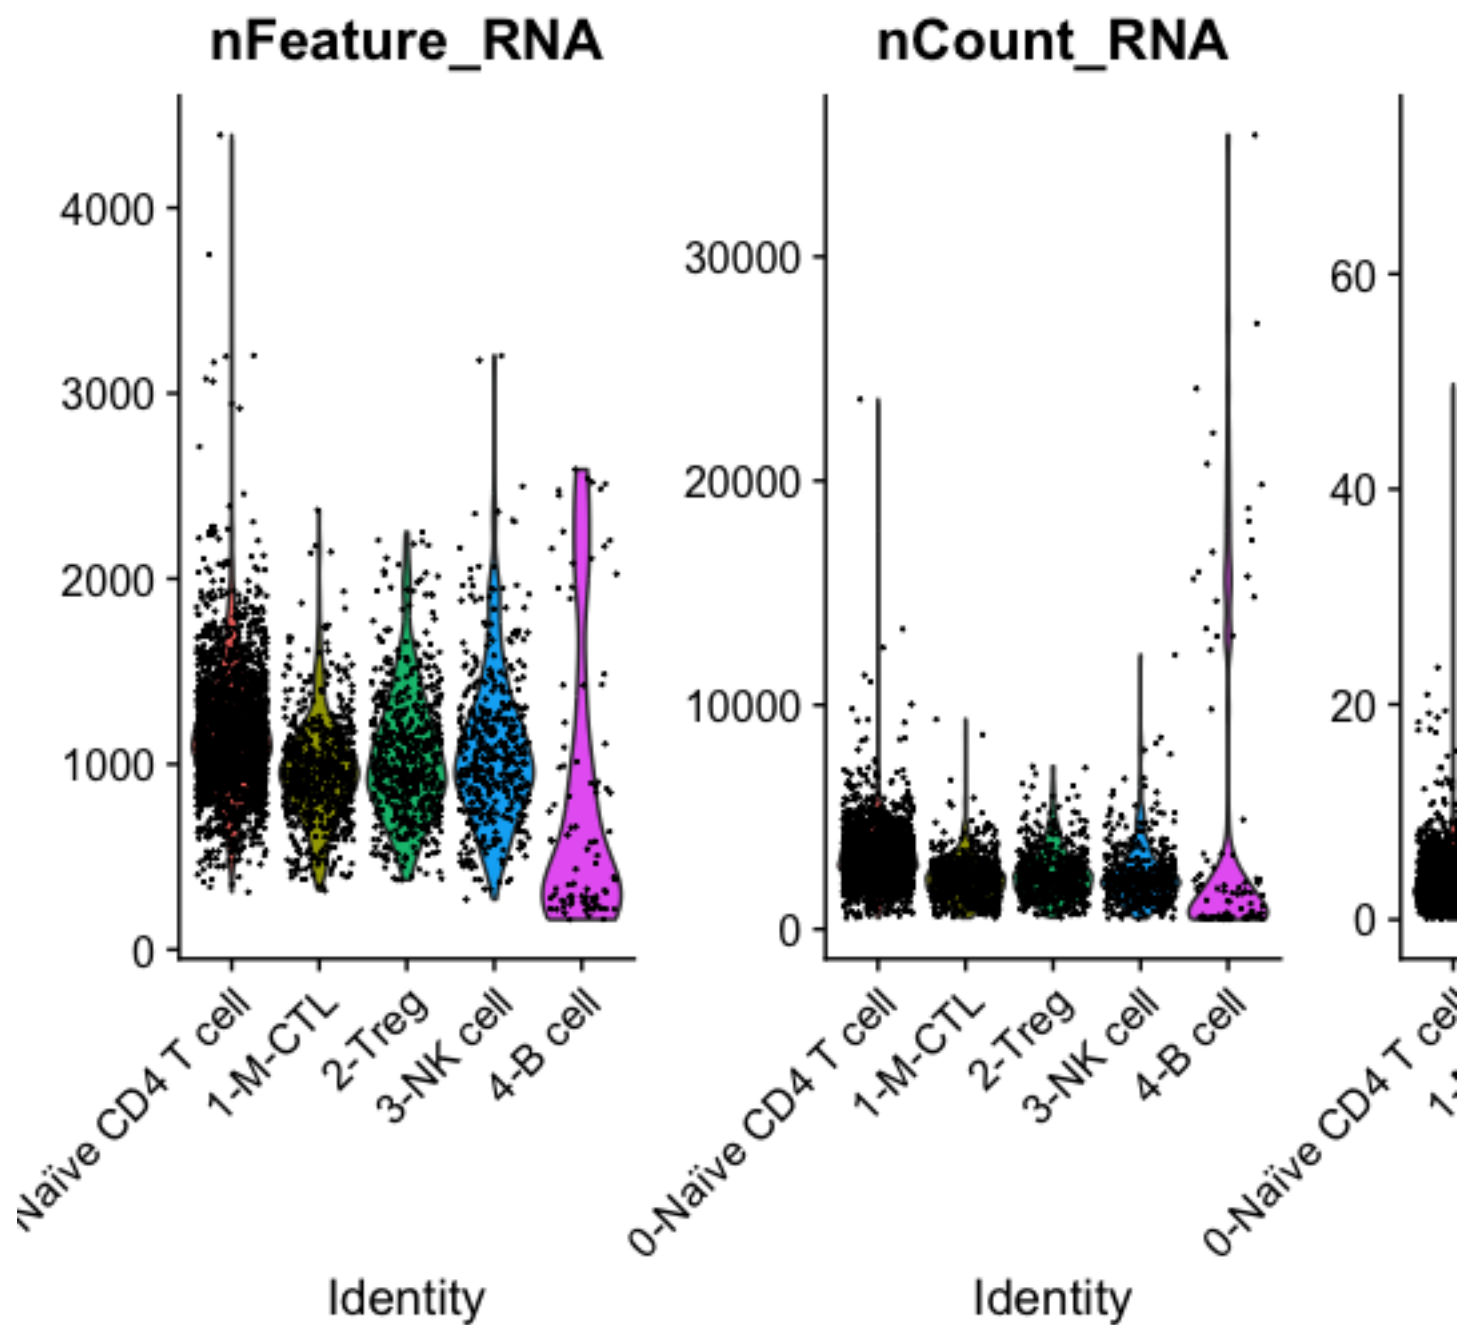 nFeature_RNA
4000
3000
2000
1000
0
Naïve CD4 T cell
1-M-CTL
2-Treg
3-NK cell
4-B cell
Identity
nCount_RNA
30000
20000
10000
0
0-Naïve CD4 T cell
1-M-CTL
2-Treg
3-NK cell
4-B cell
Identity
60
40
20
0
0-Naïve CD4 T cell